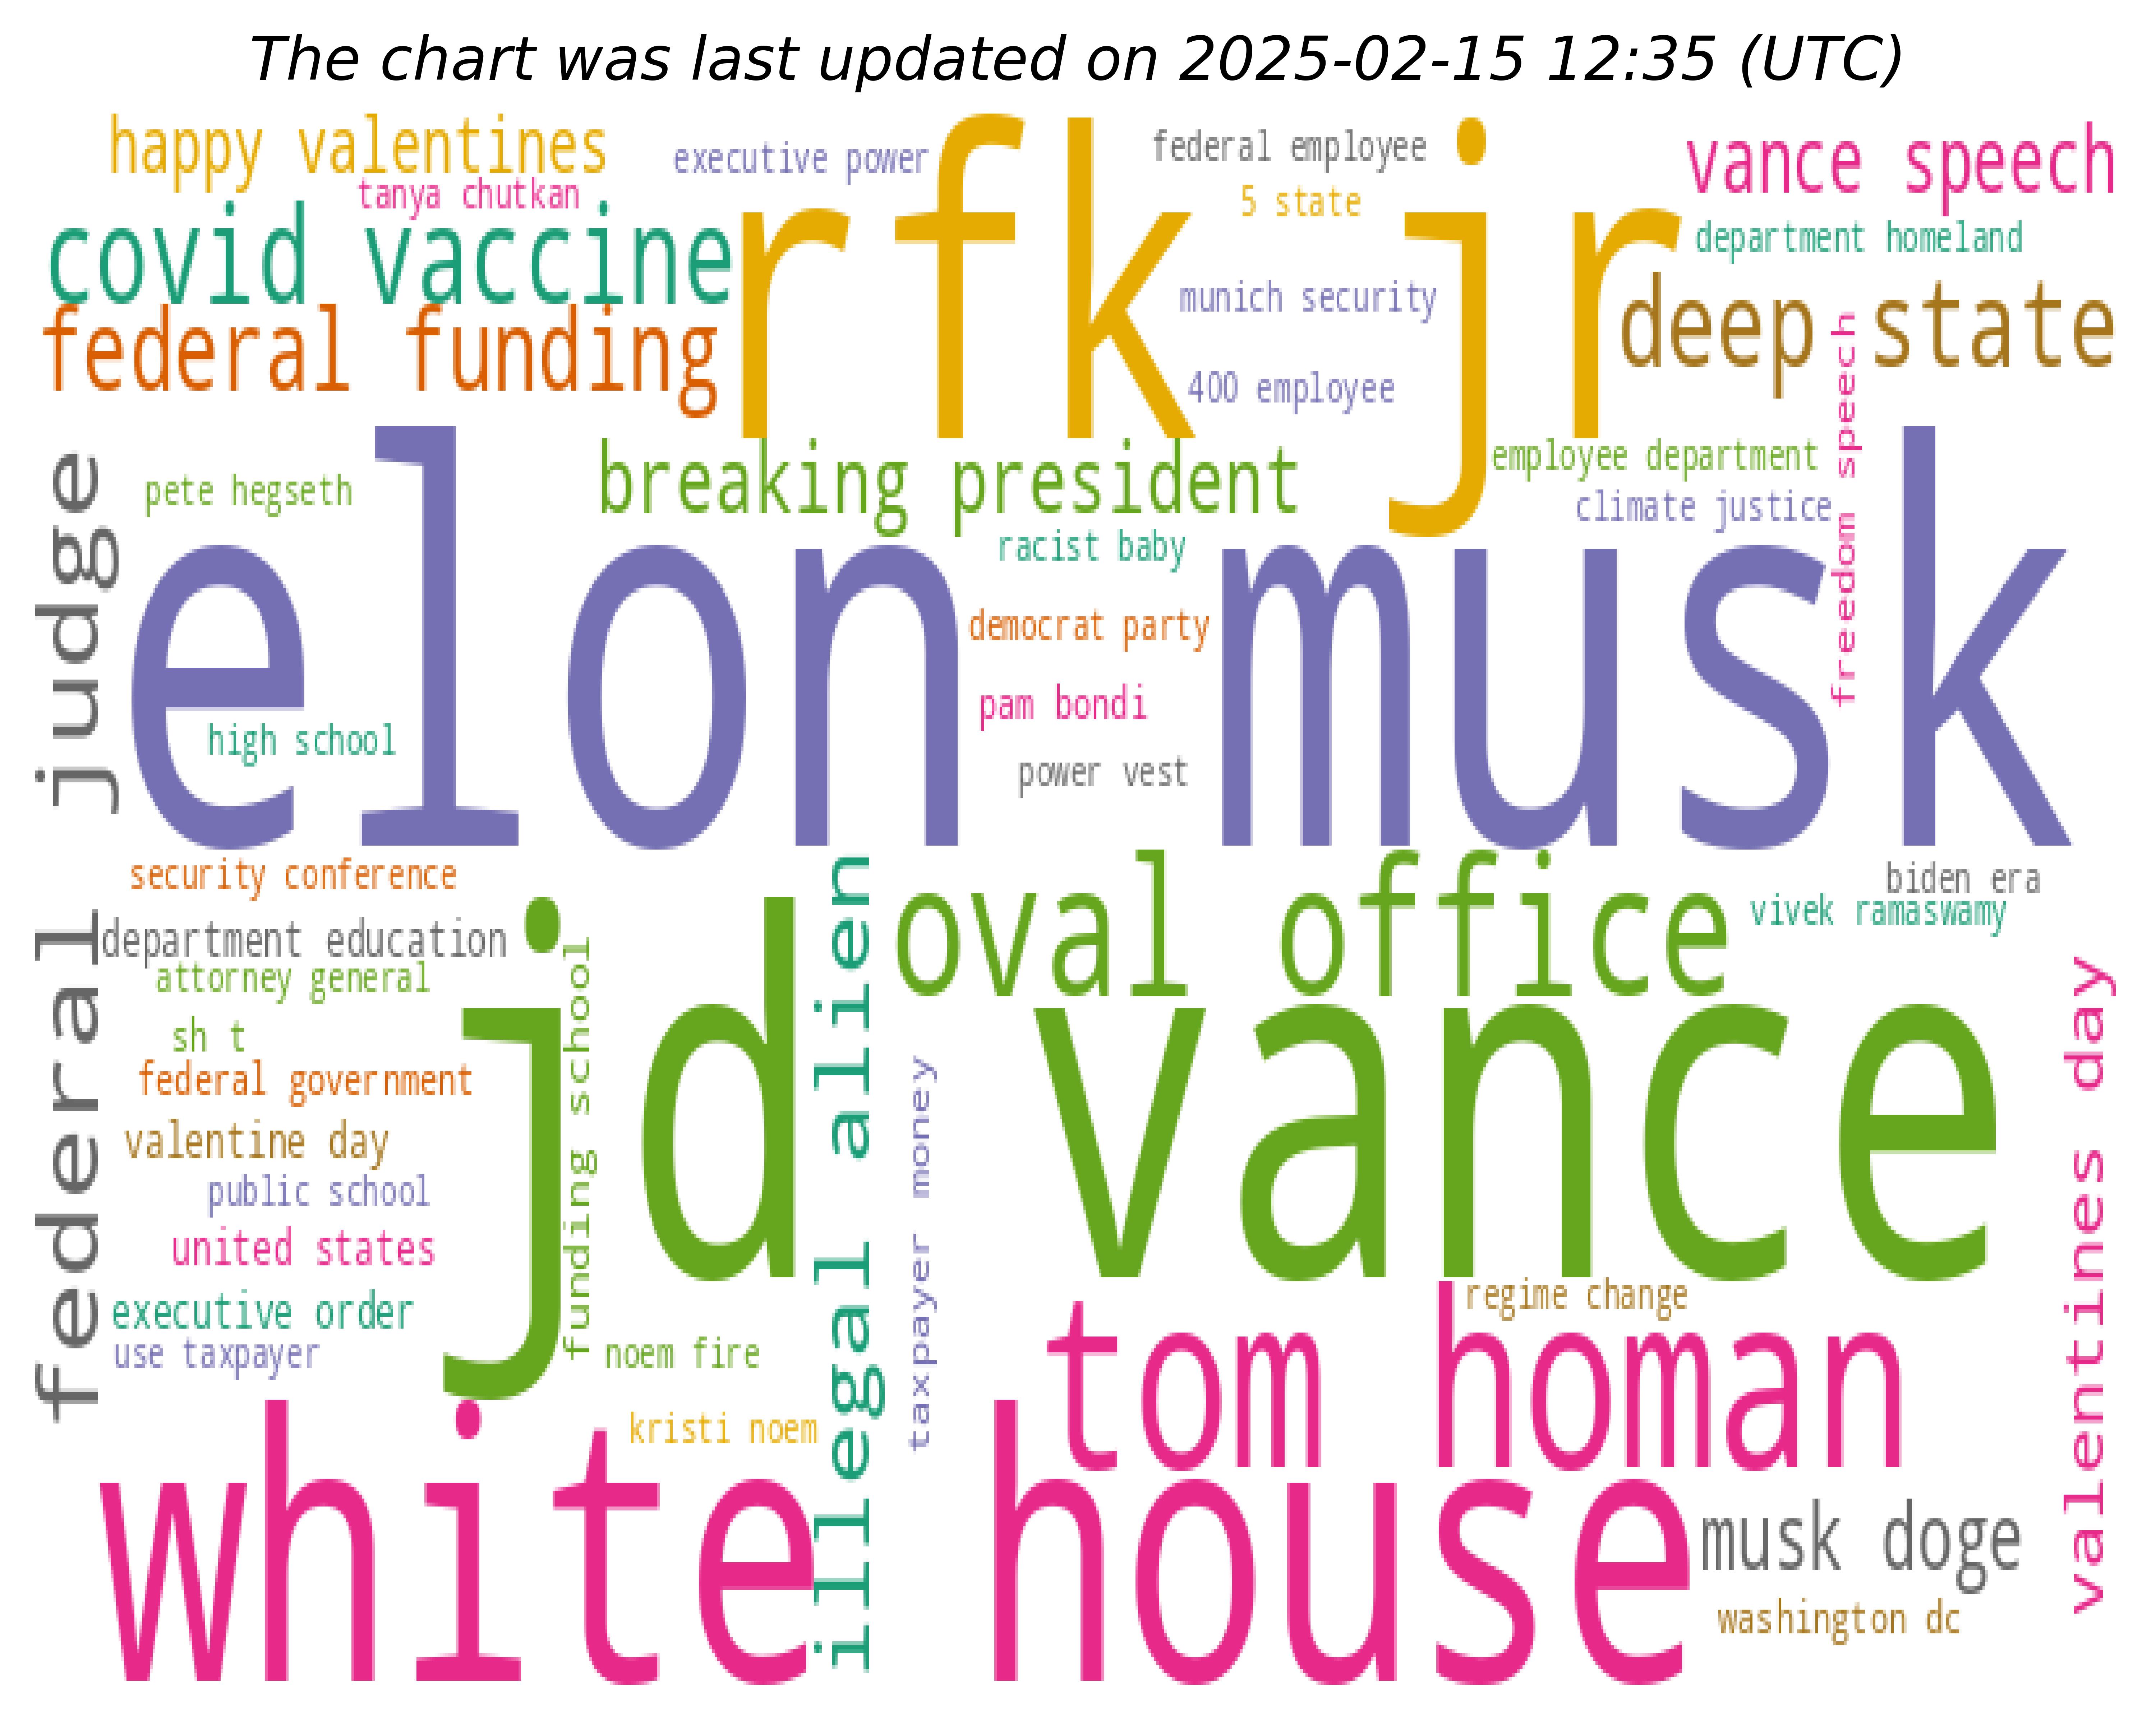 The chart was last updated on 2025-02-15 12:35 (UTC)
happy valentines
executive power
federal employee
vance speech
tanya chutkan
5 state
covid vaccine
rfk jr
department homeland
munich security
deep state
federal funding
400 employee
freedom speech
breaking president
employee department
pete hegseth
climate justice
racist baby
federal judge
elon musk
democrat party
pam bondi
high school
power vest
security conference
oval office
biden era
vivek ramaswamy
department education
attorney general
illegal alien
funding school
sh t
federal government
jd vance
valentine day
public school
united states
taxpayer money
valentines day
executive order
regime change
use taxpayer
noem fire
tom homan
kristi noem
white house
musk doge
washington dc